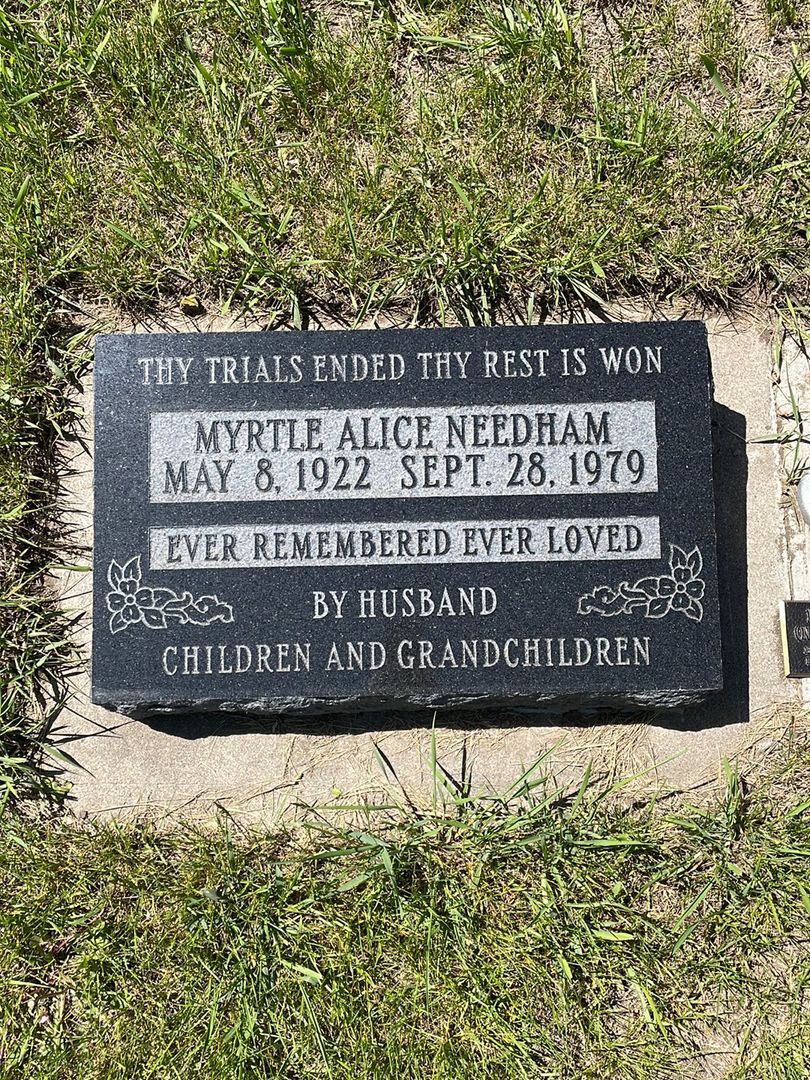 THY TRIALS ENDED THY REST IS WON
MYRTLE ALICE NEEDHAM
MAY 8, 1922 SEPT. 28, 1979
EVER REMEMBERED EVER LOVED
BY HUSBAND
CHILDREN AND GRANDCHILDREN